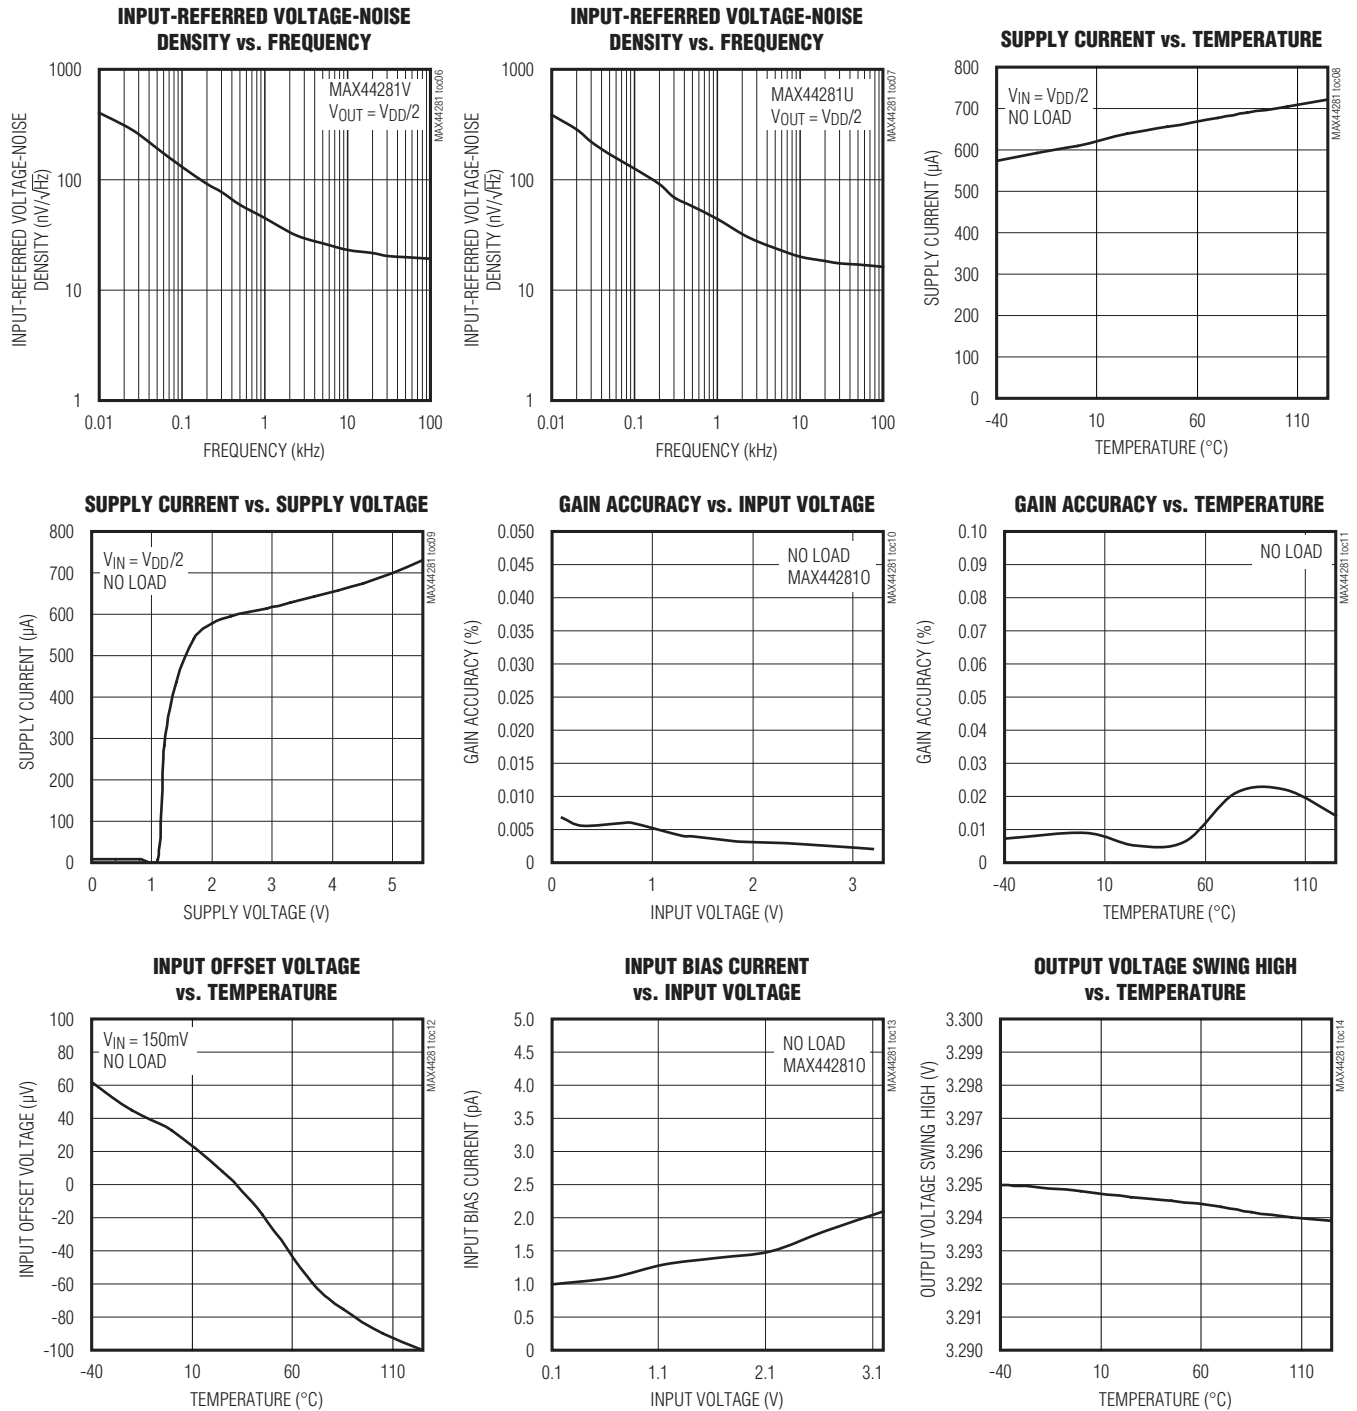 INPUT-REFERRED VOLTAGE-NOISE
DENSITY vs. FREQUENCY
1000
100
10
1
INPUT-REFERRED VOLTAGE-NOISE
DENSITY (nV/√Hz)
MAX44281V
VOUT = VDD/2
MAX44281 toc06
0.01
0.1
1
10
100
FREQUENCY (kHz)
INPUT-REFERRED VOLTAGE-NOISE
DENSITY vs. FREQUENCY
1000
100
10
1
INPUT-REFERRED VOLTAGE-NOISE
DENSITY (nV/√Hz)
MAX44281U
VOUT = VDD/2
MAX44281 toc07
0.01
0.1
1
10
100
FREQUENCY (kHz)
SUPPLY CURRENT vs. TEMPERATURE
800
700
600
500
400
300
200
100
0
SUPPLY CURRENT (µA)
VIN = VDD/2
NO LOAD
MAX44281 toc08
-40
10
60
110
TEMPERATURE (°C)
SUPPLY CURRENT vs. SUPPLY VOLTAGE
800
700
600
500
400
300
200
100
0
SUPPLY CURRENT (µA)
VIN = VDD/2
NO LOAD
MAX44281 toc09
0
1
2
3
4
5
SUPPLY VOLTAGE (V)
GAIN ACCURACY vs. INPUT VOLTAGE
0.050
0.045
0.040
0.035
0.030
0.025
0.020
0.015
0.010
0.005
0
GAIN ACCURACY (%)
NO LOAD
MAX44281O
MAX44281 toc10
0
1
2
3
INPUT VOLTAGE (V)
GAIN ACCURACY vs. TEMPERATURE
0.10
0.09
0.08
0.07
0.06
0.05
0.04
0.03
0.02
0.01
0
GAIN ACCURACY (%)
NO LOAD
MAX44281 toc11
-40
10
60
110
TEMPERATURE (°C)
INPUT OFFSET VOLTAGE
vs. TEMPERATURE
100
80
60
40
20
0
-20
-40
-60
-80
-100
INPUT OFFSET VOLTAGE (µV)
VIN = 150mV
NO LOAD
MAX44281 toc12
-40
10
60
110
TEMPERATURE (°C)
INPUT BIAS CURRENT
vs. INPUT VOLTAGE
5.0
4.5
4.0
3.5
3.0
2.5
2.0
1.5
1.0
0.5
0
INPUT BIAS CURRENT (pA)
NO LOAD
MAX44281O
MAX44281 toc13
0.1
1.1
2.1
3.1
INPUT VOLTAGE (V)
OUTPUT VOLTAGE SWING HIGH
vs. TEMPERATURE
3.300
3.299
3.298
3.297
3.296
3.295
3.294
3.293
3.292
3.291
3.290
OUTPUT VOLTAGE SWING HIGH (V)
MAX44281 toc14
-40
10
60
110
TEMPERATURE (°C)